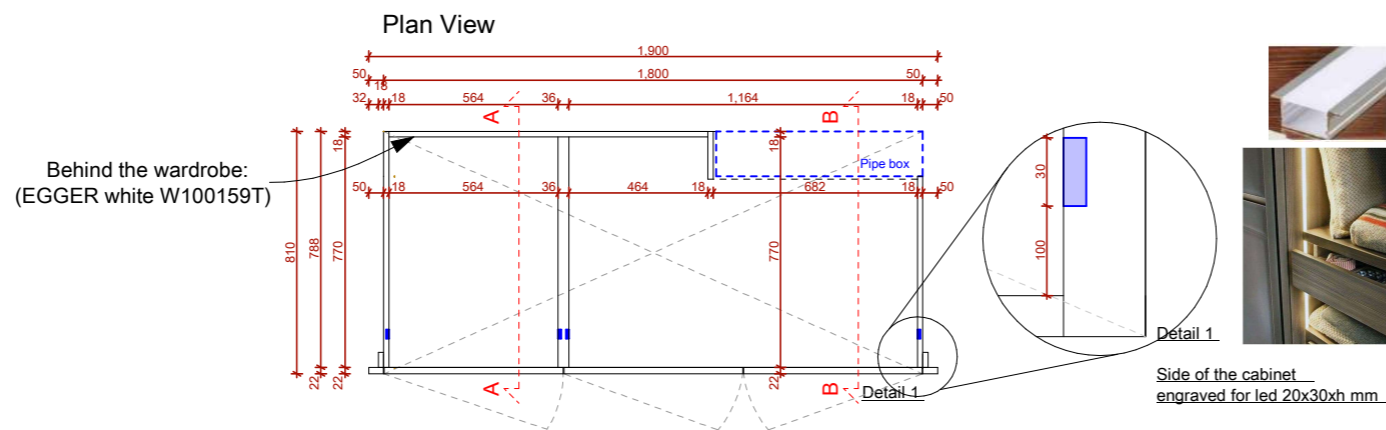 Plan View
1,900
50
1,800
50
18
32
18
564
36
1,164
18
50
A
B
18
18
Pipe box
Behind the wardrobe:
(EGGER white W100159T)
50
18
564
36
464
18
682
18
50
810
788
770
770
30
100
22
22
22
A
B
Detail 1
Detail 1
Side of the cabinet
engraved for led 20x30xh mm